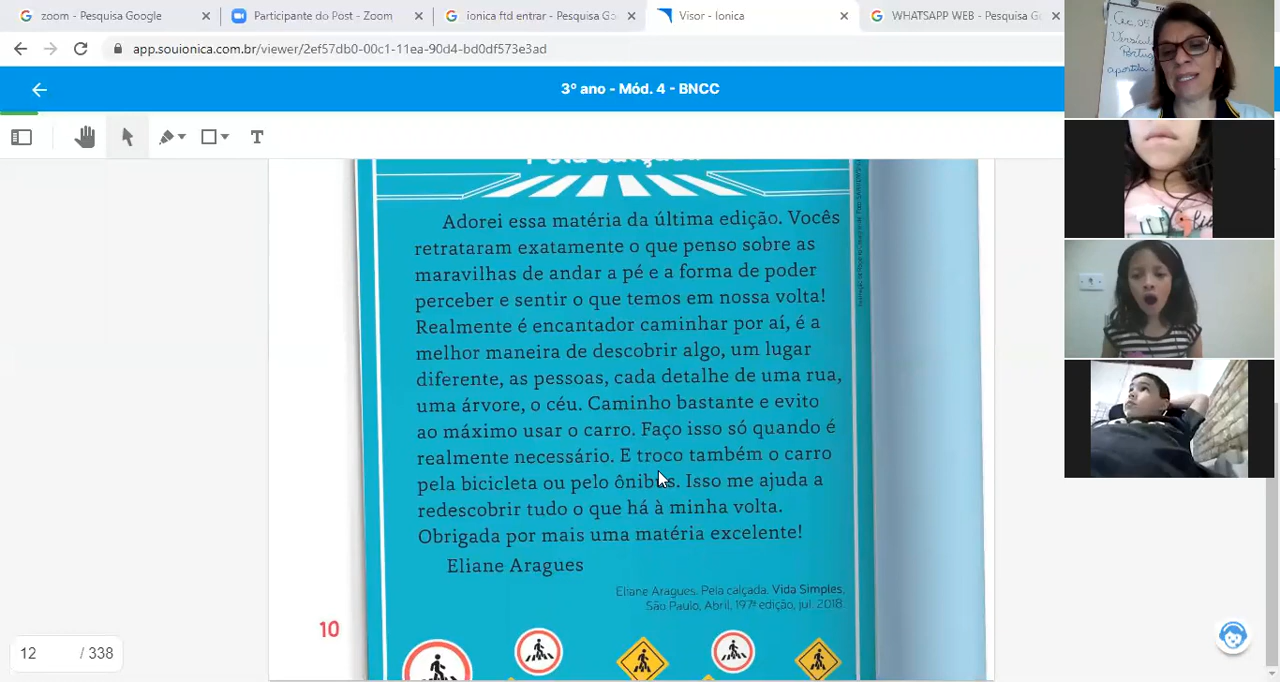 zoom - Pesquisa Google
Participante do Post - Zoom
ionica ftd entrar - Pesquisa Go
Visor - Ionica
WHATSAPP WEB - Pesquisa G
app.souionica.com.br/viewer/2ef57db0-00c1-11ea-90d4-bd0df573e3ad
3º ano - Mód. 4 - BNCC
T
Pela calçada
Adorei essa matéria da última edição. Vocês
retrataram exatamente o que penso sobre as
maravilhas de andar a pé e a forma de poder
perceber e sentir o que temos em nossa volta!
Realmente é encantador caminhar por aí, é a
melhor maneira de descobrir algo, um lugar
diferente, as pessoas, cada detalhe de uma rua,
uma árvore, o céu. Caminho bastante e evito
ao máximo usar o carro. Faço isso só quando é
realmente necessário. E troco também o carro
pela bicicleta ou pelo ônibus. Isso me ajuda a
redescobrir tudo o que há à minha volta.
Obrigada por mais uma matéria excelente!
Eliane Aragues
Eliane Aragues. Pela calçada. Vida Simples,
São Paulo, Abril, 197ª edição, jul. 2018.
10
12 / 338